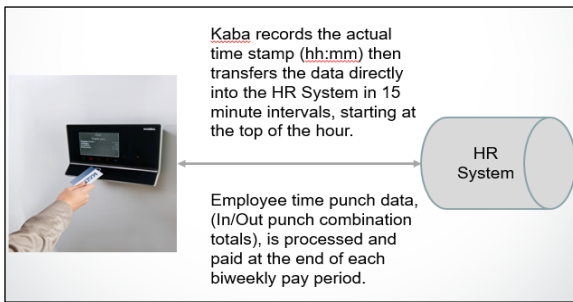 Kaba records the actual
time stamp (hh:mm) then
transfers the data directly
into the HR System in 15
minute intervals, starting at
the top of the hour.
HR
System
Employee time punch data,
(In/Out punch combination
totals), is processed and
paid at the end of each
biweekly pay period.